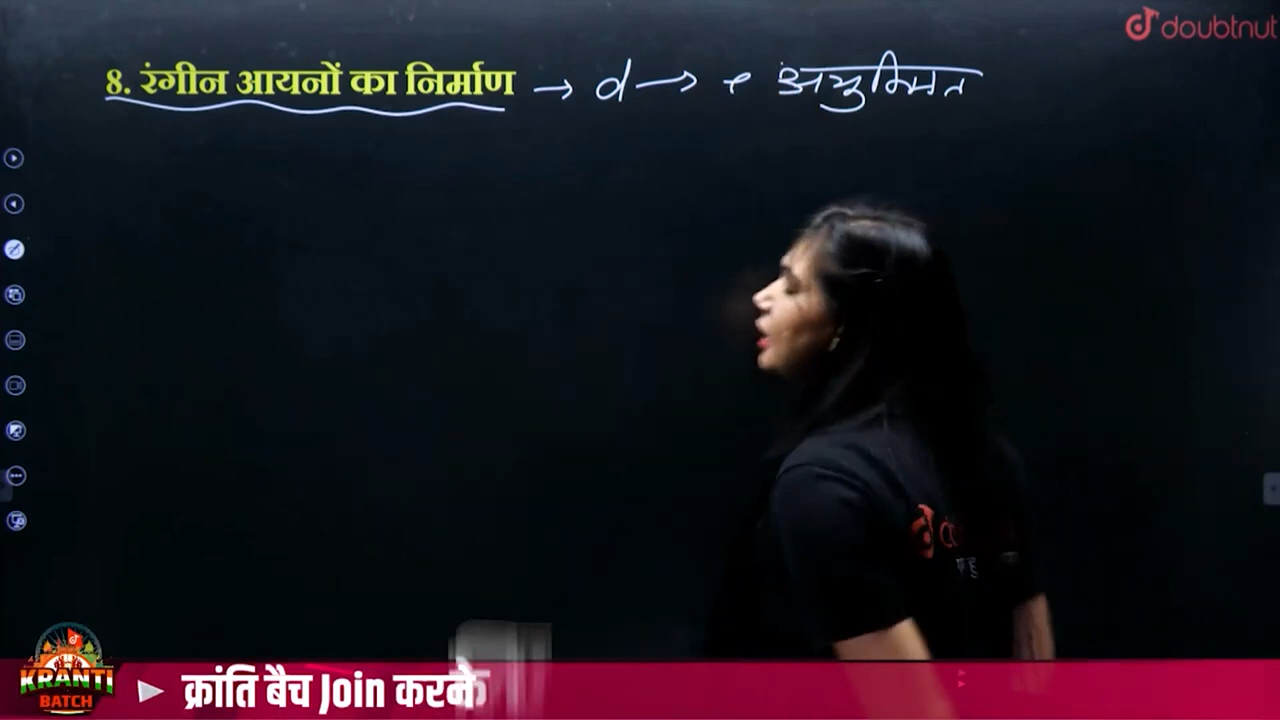 doubtnut
8. रंगीन आयनों का निर्माण → d → e अयुग्मित
KRANTI
BATCH
क्रांति बैच Join करके